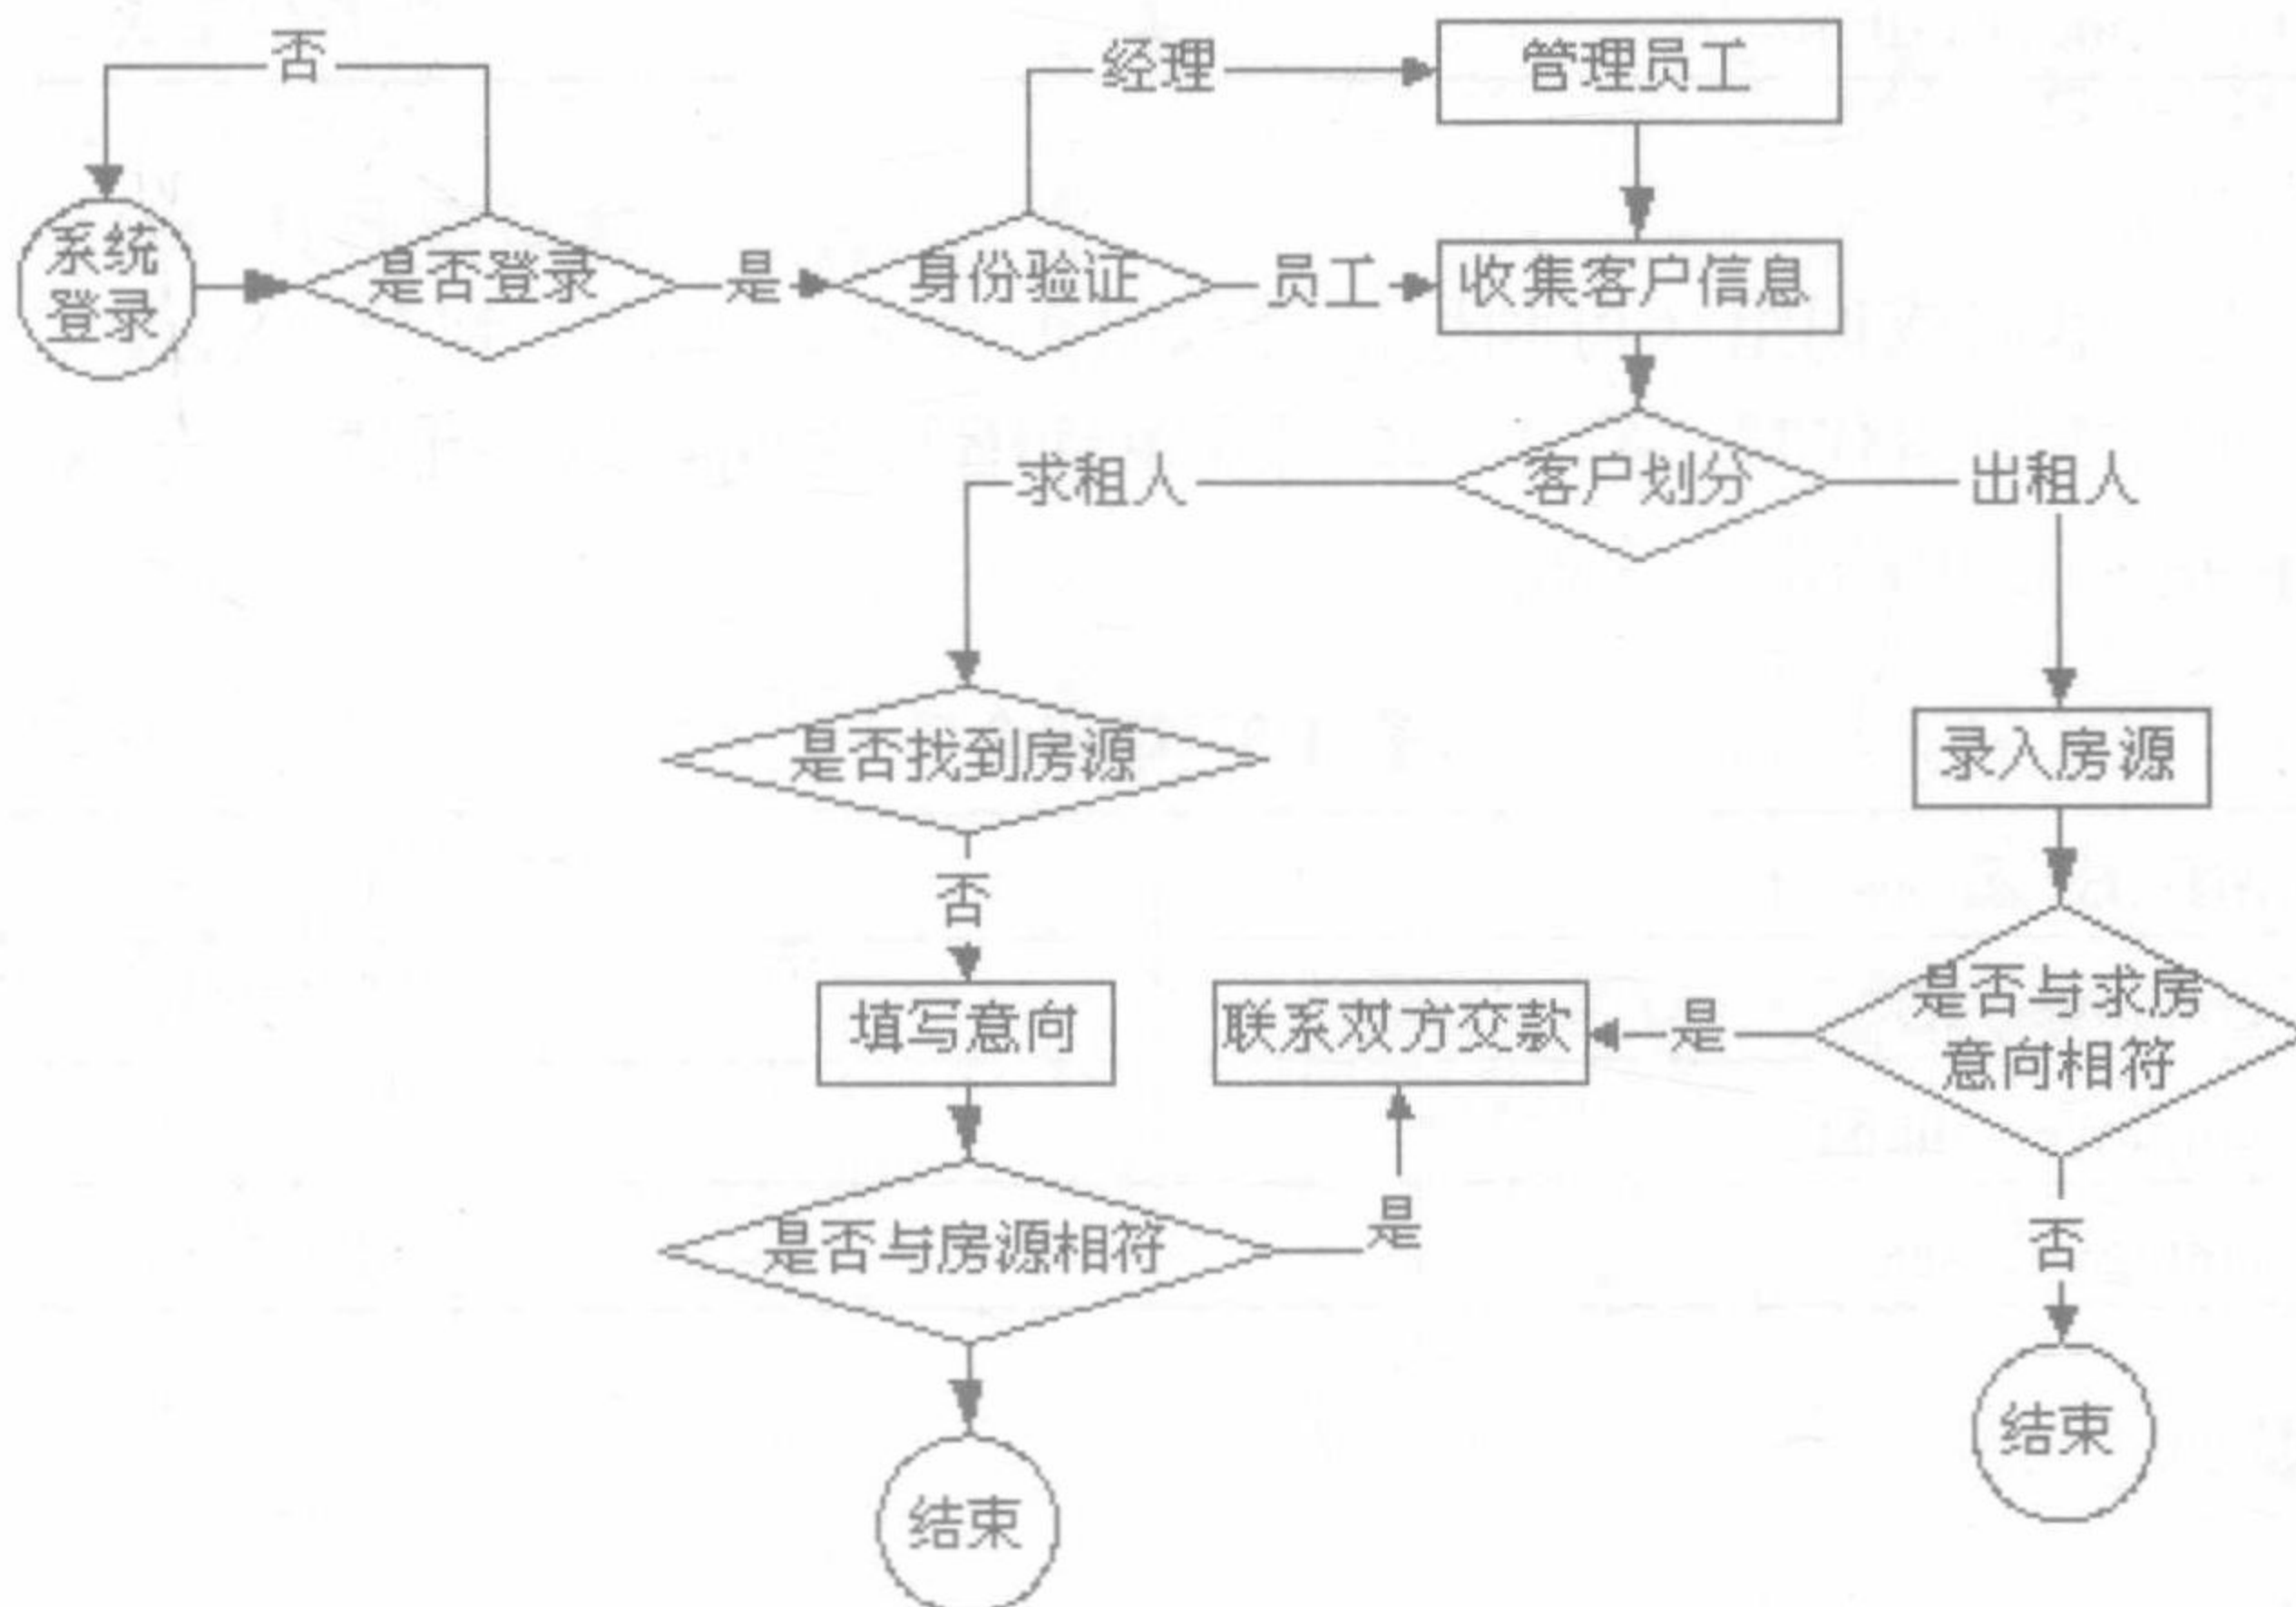 否
经理
管理员工
系统
登录
是否登录
是
身份验证
员工
收集客户信息
求租人
客户划分
出租人
是否找到房源
录入房源
否
填写意向
联系双方交款
是
是否与求房
意向相符
是否与房源相符
是
否
结束
结束